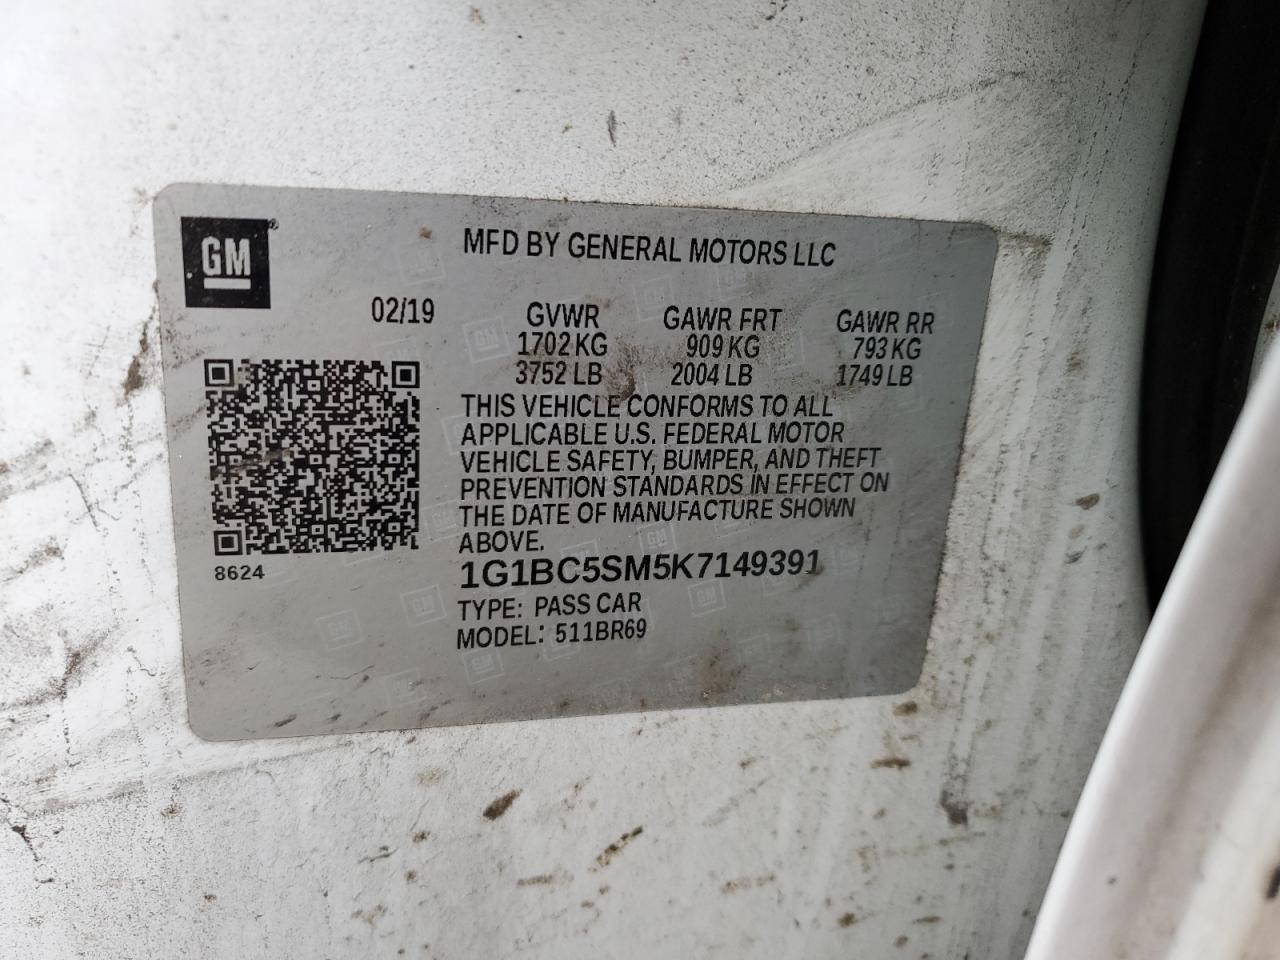 GM
MFD BY GENERAL MOTORS LLC
02/19 GVWR GAWR FRT GAWR RR
1702 KG 909 KG 793 KG
3752 LB 2004 LB 1749 LB
THIS VEHICLE CONFORMS TO ALL
APPLICABLE U.S. FEDERAL MOTOR
VEHICLE SAFETY, BUMPER, AND THEFT
PREVENTION STANDARDS IN EFFECT ON
THE DATE OF MANUFACTURE SHOWN
ABOVE.
8624
1G1BC5SM5K7149391
TYPE: PASS CAR
MODEL: 511BR69